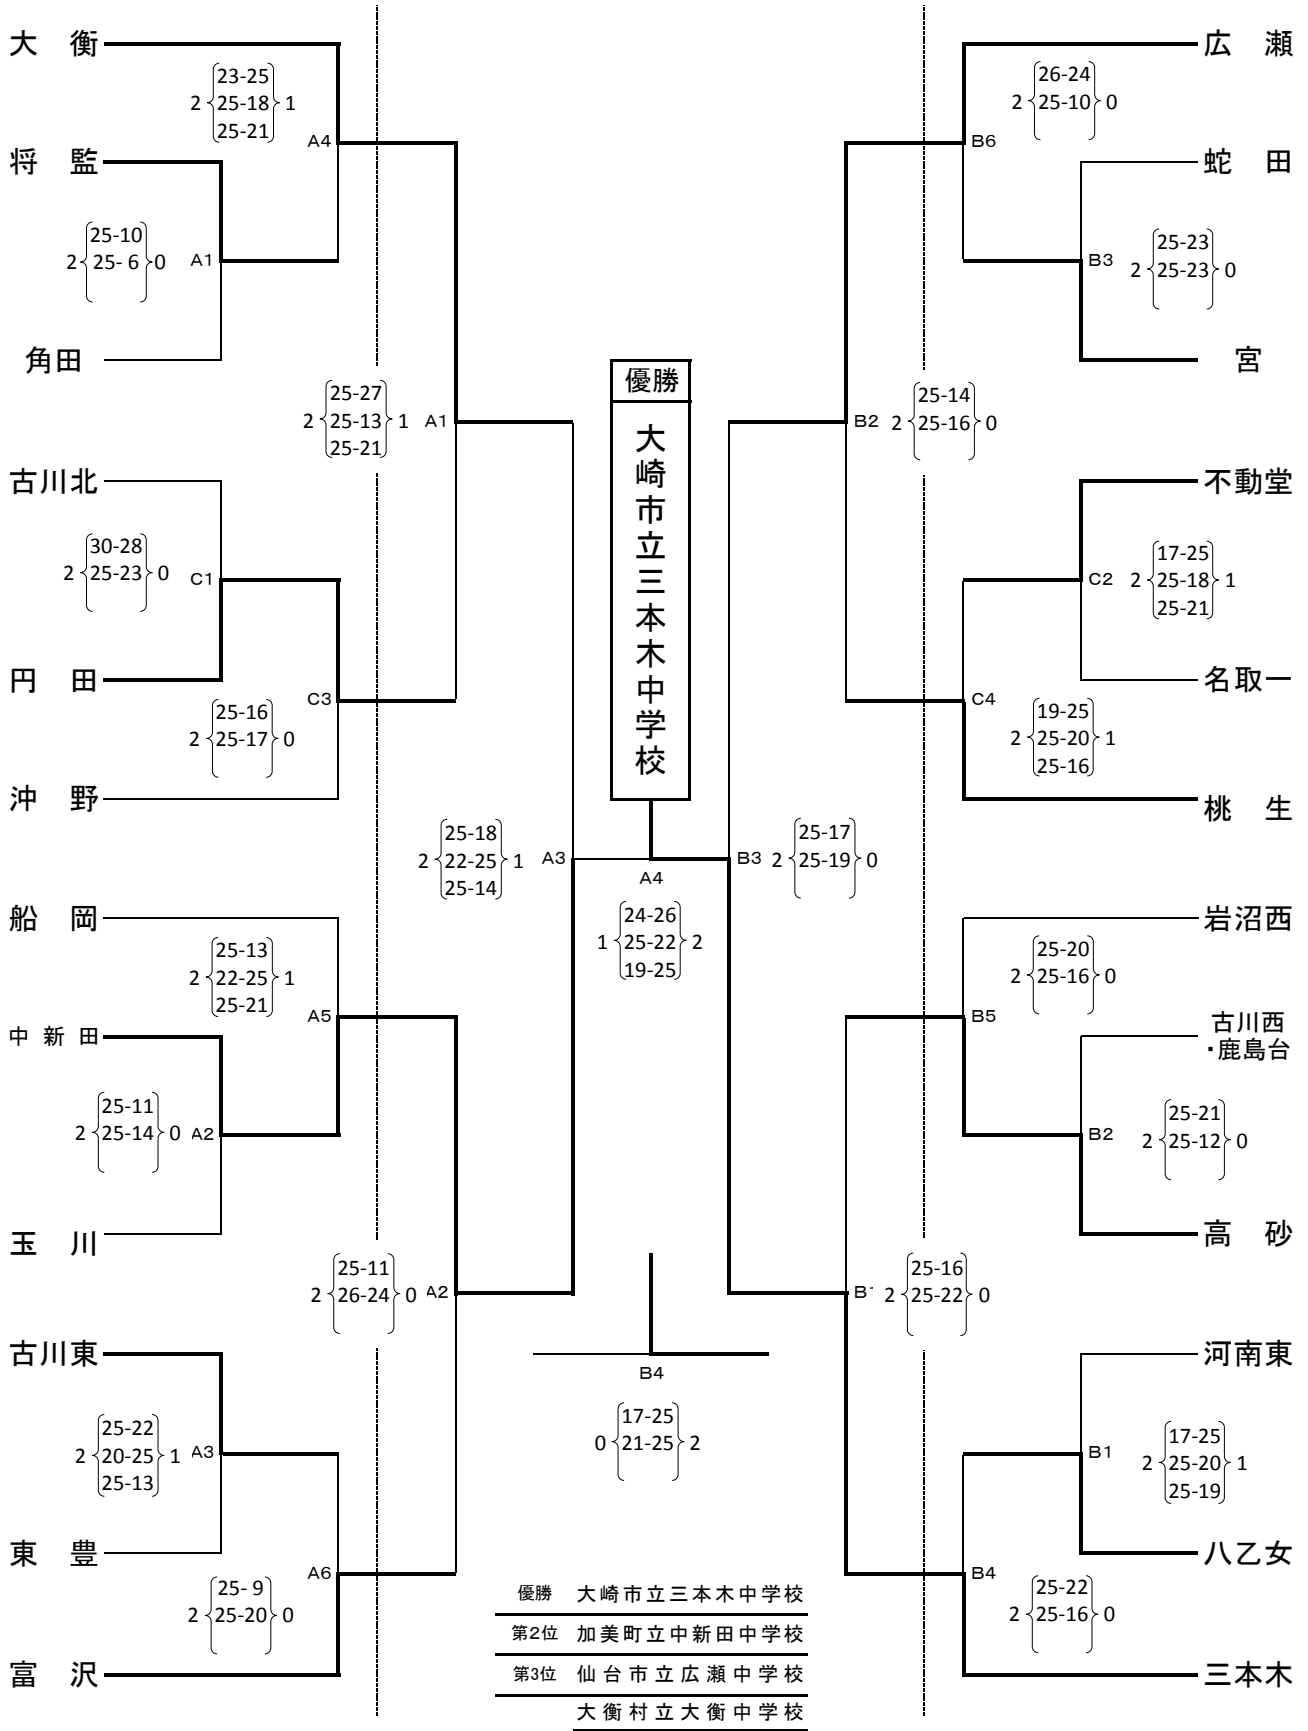 大　衡
23-25
2 25-18 1
25-21
A4
将　監
25-10
2 25- 6 0
A1
角田
25-27
2 25-13 1
25-21
A1
古川北
30-28
2 25-23 0
C1
円　田
C3
25-16
2 25-17 0
沖　野
25-18
2 22-25 1
25-14
A3
船　岡
25-13
2 22-25 1
25-21
A5
中新田
25-11
2 25-14 0
A2
玉　川
25-11
2 26-24 0
A2
古川東
25-22
2 20-25 1
25-13
A3
東　豊
A6
25- 9
2 25-20 0
富　沢
優勝
大崎市立三本木中学校
A4
24-26
1 25-22 2
19-25
B4
17-25
0 21-25 2
優勝　大崎市立三本木中学校
第2位　加美町立中新田中学校
第3位　仙台市立広瀬中学校
大衡村立大衡中学校
広　瀬
26-24
2 25-10 0
B6
蛇　田
25-23
2 25-23 0
B3
宮
25-14
2 25-16 0
B2
不動堂
17-25
2 25-18 1
25-21
C2
名取一
C4
19-25
2 25-20 1
25-16
桃　生
25-17
2 25-19 0
B3
岩沼西
25-20
2 25-16 0
B5
古川西
・鹿島台
25-21
2 25-12 0
B2
高　砂
25-16
2 25-22 0
B1
河南東
17-25
2 25-20 1
25-19
B1
八乙女
B4
25-22
2 25-16 0
三本木